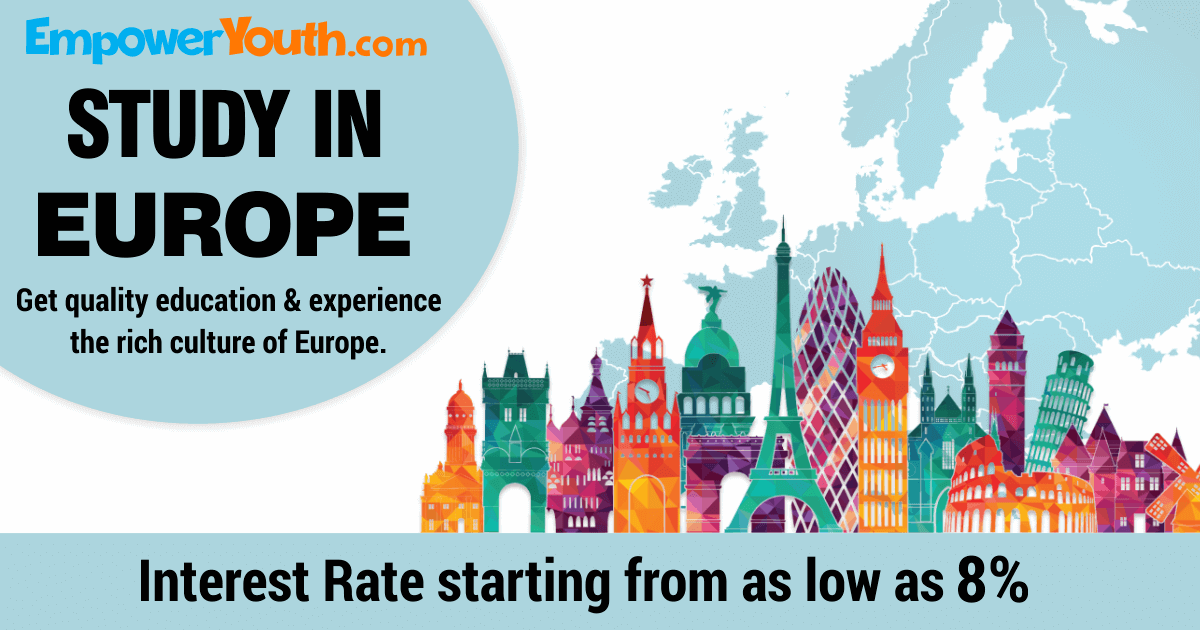 EmpowerYouth.com
STUDY IN
EUROPE
Get quality education & experience
the rich culture of Europe.
Interest Rate starting from as low as 8%